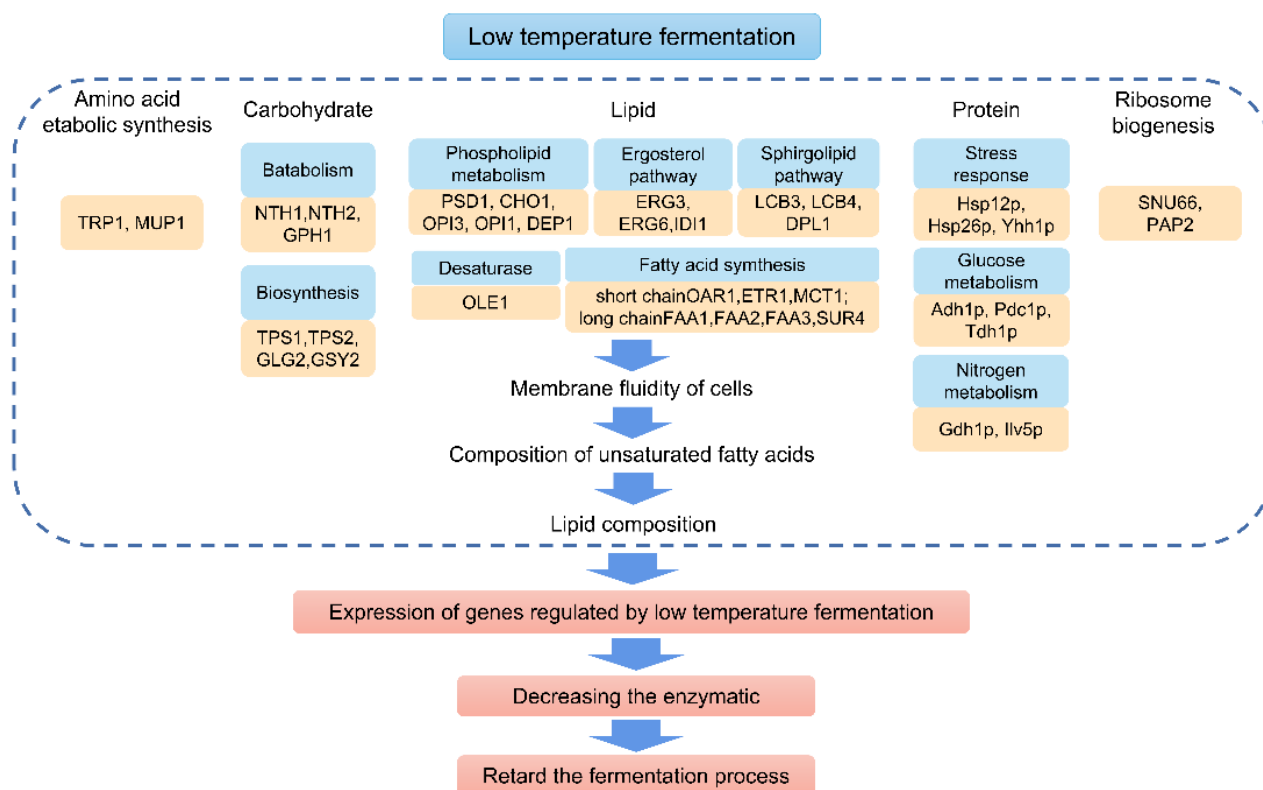 Low temperature fermentation
Amino acid
etabolic synthesis
TRP1, MUP1
Carbohydrate
Batabolism
NTH1,NTH2,
GPH1
Biosynthesis
TPS1,TPS2,
GLG2,GSY2
Lipid
Phospholipid
metabolism
PSD1, CHO1,
OPI3, OPI1, DEP1
Ergosterol
pathway
ERG3,
ERG6,IDI1
Sphirgolipid
pathway
LCB3, LCB4,
DPL1
Desaturase
OLE1
Fatty acid symthesis
short chainOAR1,ETR1,MCT1;
long chainFAA1,FAA2,FAA3,SUR4
Membrane fluidity of cells
Composition of unsaturated fatty acids
Lipid composition
Protein
Stress
response
Hsp12p,
Hsp26p, Yhh1p
Glucose
metabolism
Adh1p, Pdc1p,
Tdh1p
Nitrogen
metabolism
Gdh1p, Ilv5p
Ribosome
biogenesis
SNU66,
PAP2
Expression of genes regulated by low temperature fermentation
Decreasing the enzymatic
Retard the fermentation process